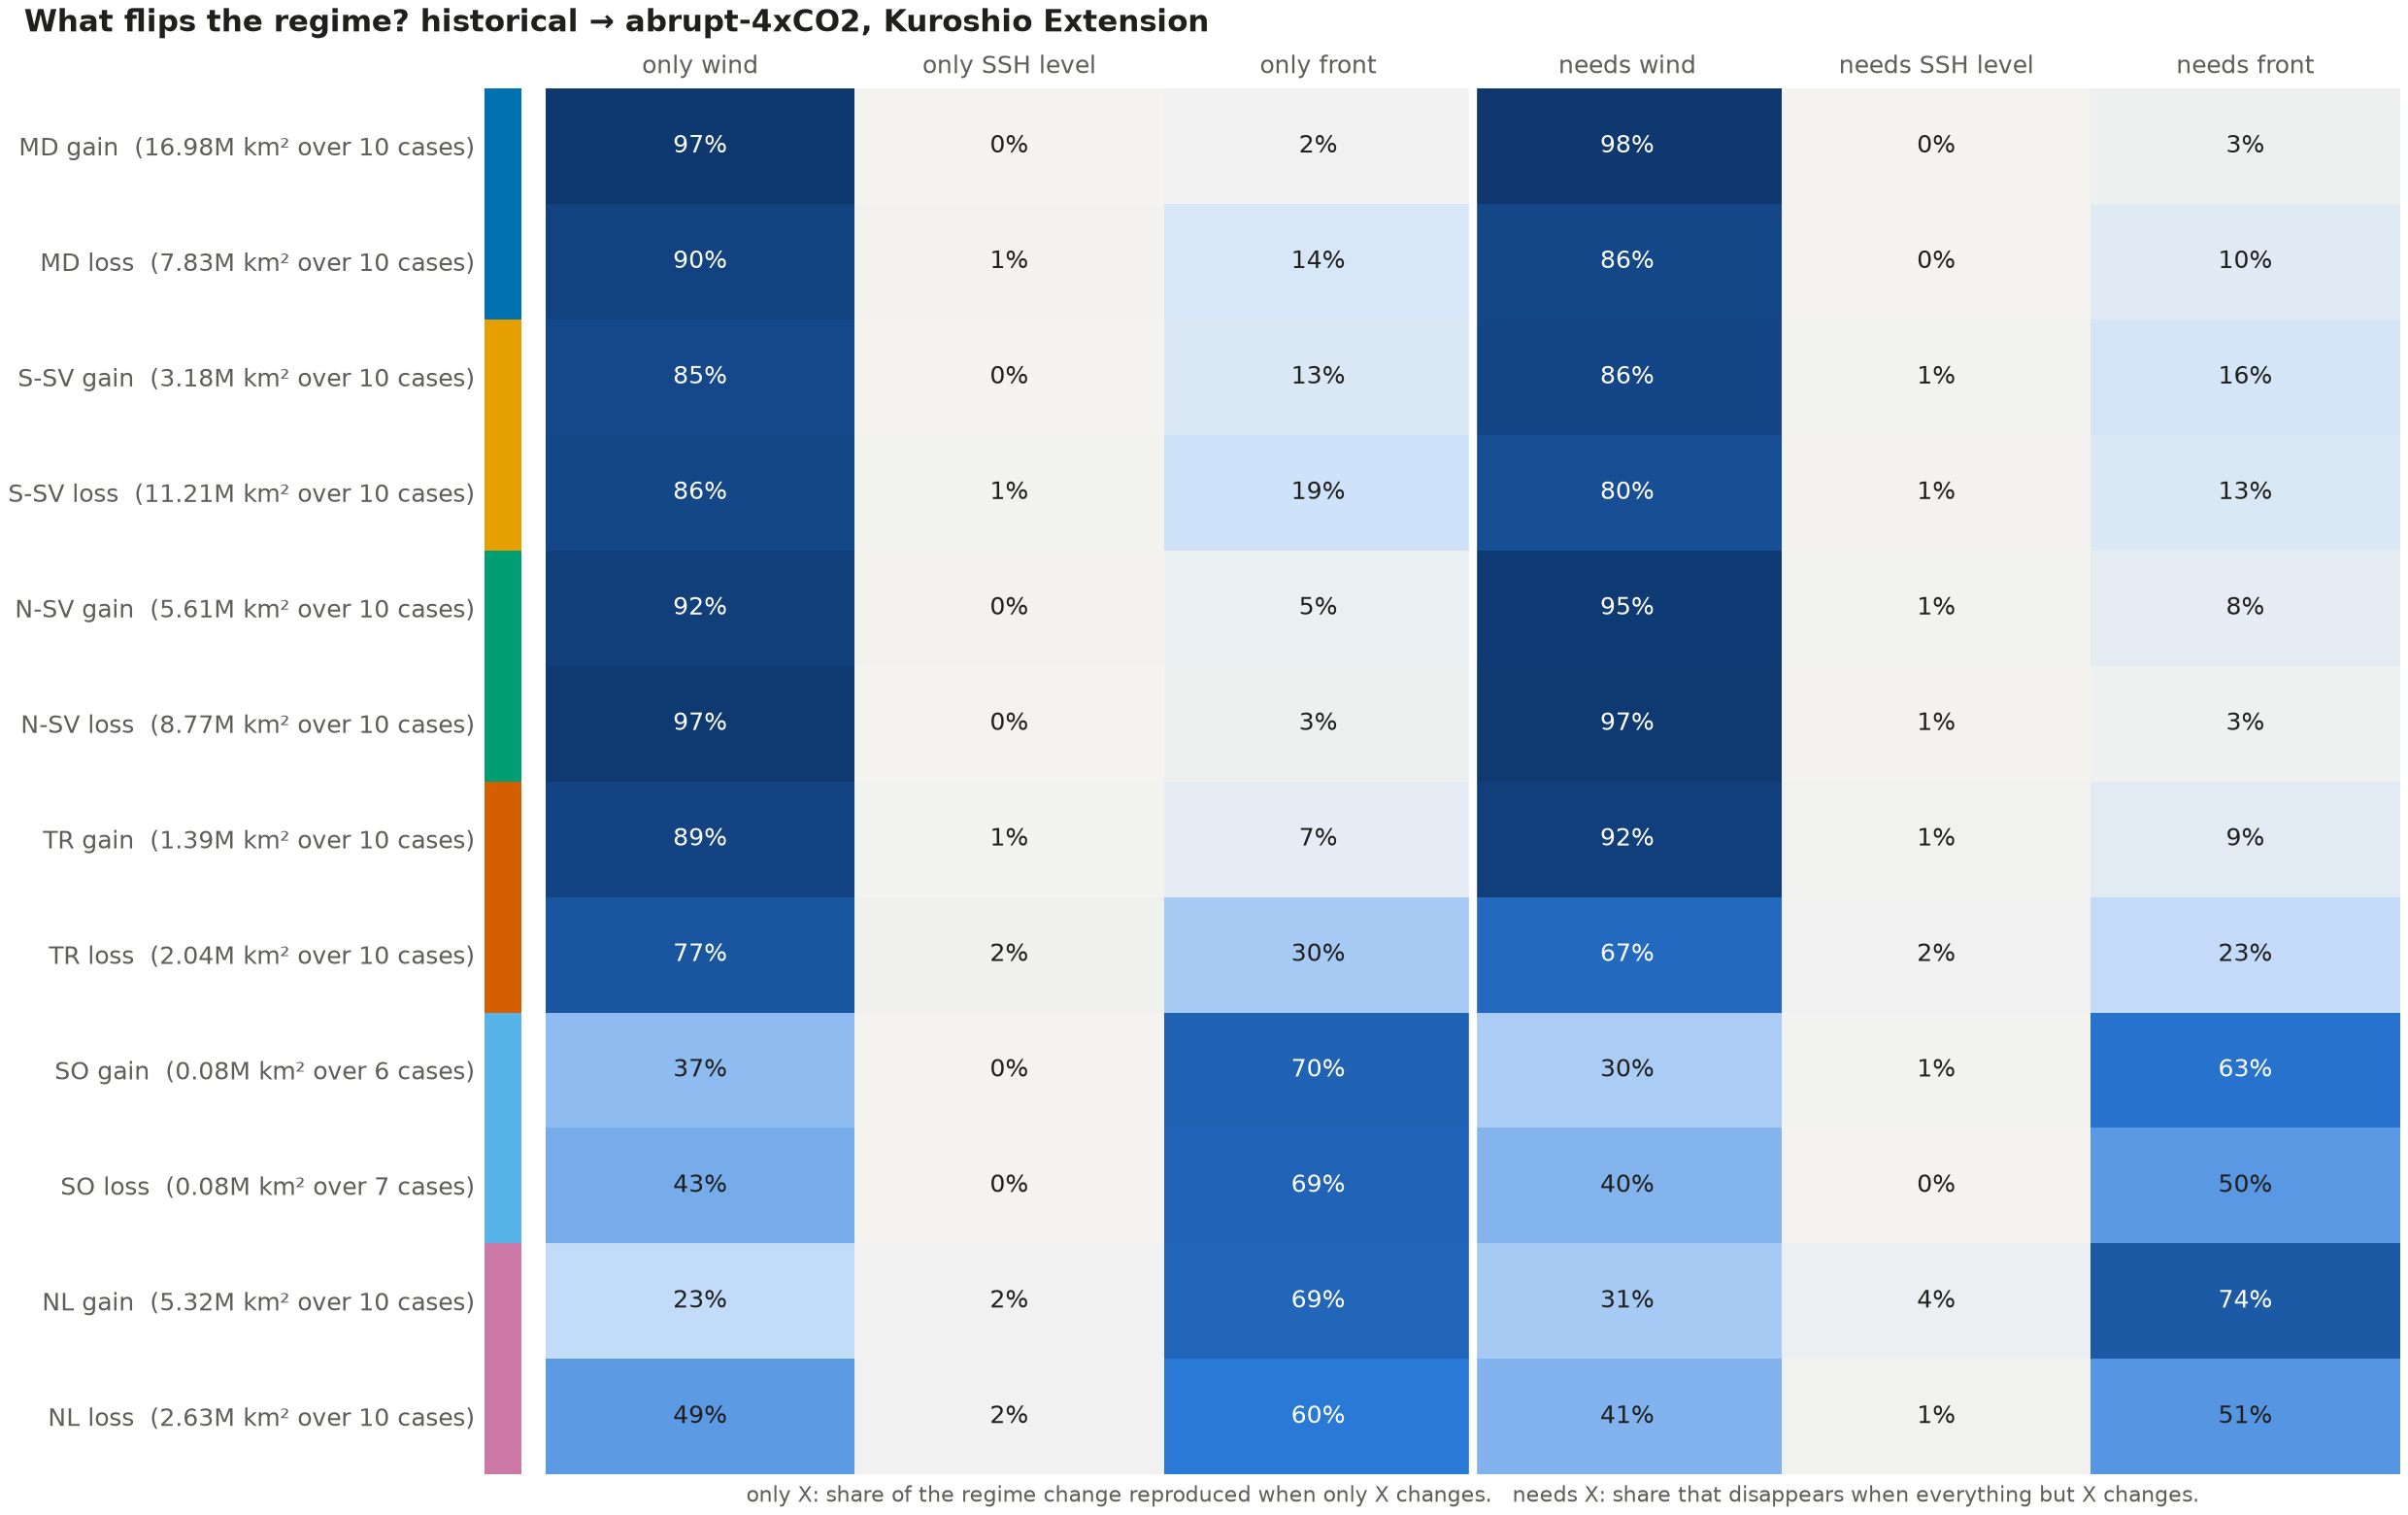 What flips the regime? historical → abrupt-4xCO2, Kuroshio Extension
only wind only SSH level only front needs wind needs SSH level needs front
MD gain (16.98M km² over 10 cases) 97% 0% 2% 98% 0% 3%
MD loss (7.83M km² over 10 cases) 90% 1% 14% 86% 0% 10%
S-SV gain (3.18M km² over 10 cases) 85% 0% 13% 86% 1% 16%
S-SV loss (11.21M km² over 10 cases) 86% 1% 19% 80% 1% 13%
N-SV gain (5.61M km² over 10 cases) 92% 0% 5% 95% 1% 8%
N-SV loss (8.77M km² over 10 cases) 97% 0% 3% 97% 1% 3%
TR gain (1.39M km² over 10 cases) 89% 1% 7% 92% 1% 9%
TR loss (2.04M km² over 10 cases) 77% 2% 30% 67% 2% 23%
SO gain (0.08M km² over 6 cases) 37% 0% 70% 30% 1% 63%
SO loss (0.08M km² over 7 cases) 43% 0% 69% 40% 0% 50%
NL gain (5.32M km² over 10 cases) 23% 2% 69% 31% 4% 74%
NL loss (2.63M km² over 10 cases) 49% 2% 60% 41% 1% 51%
only X: share of the regime change reproduced when only X changes. needs X: share that disappears when everything but X changes.